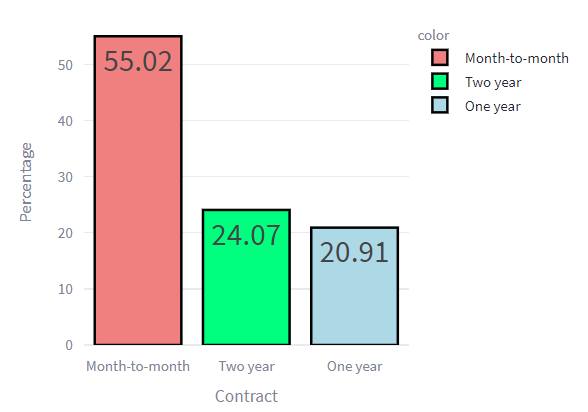 color
Month-to-month
Two year
One year
Percentage
50
40
30
20
10
0
55.02
24.07
20.91
Month-to-month
Two year
One year
Contract